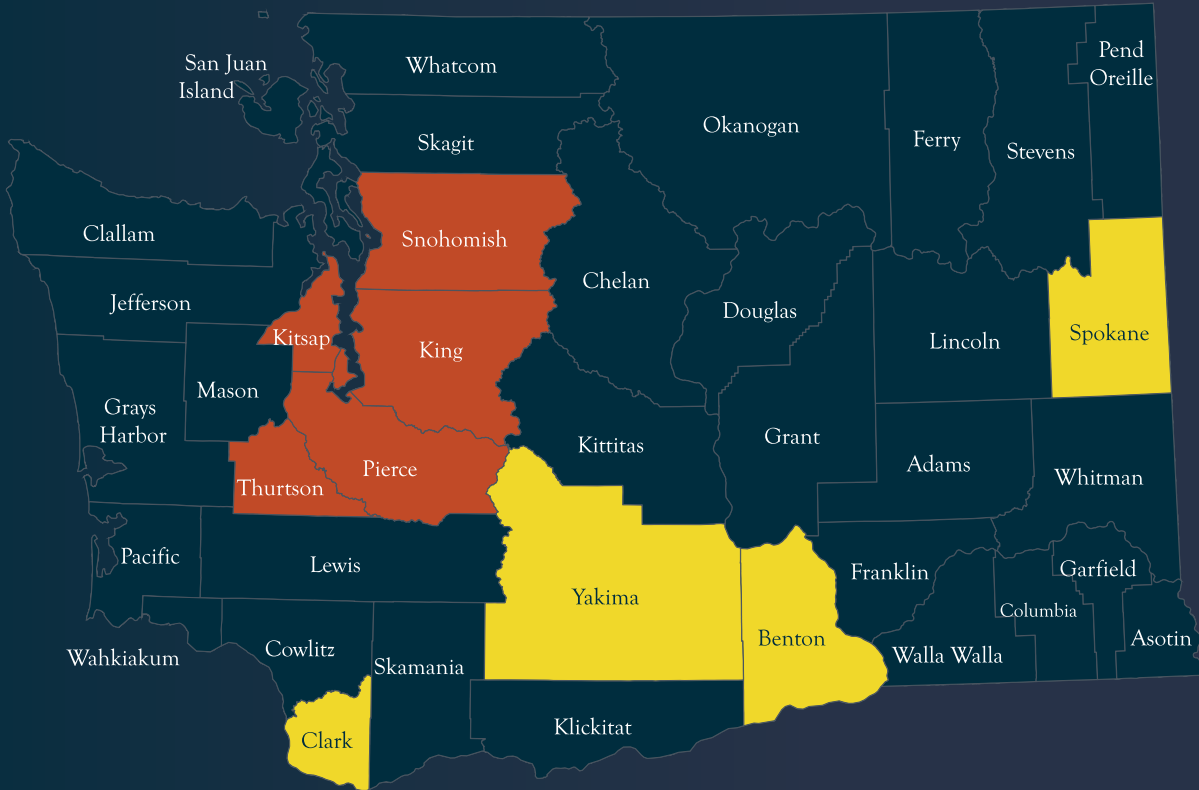 Pend
Oreille
San Juan
Island
Whatcom
Okanogan
Ferry
Skagit
Stevens
Clallam
Snohomish
Chelan
Jefferson
Douglas
Spokane
Kitsap
King
Lincoln
Mason
Grays
Harbor
Kittitas
Grant
Adams
Pierce
Whitman
Thurtson
Pacific
Lewis
Franklin
Garfield
Yakima
Columbia
Benton
Asotin
Wahkiakum
Cowlitz
Skamania
Walla Walla
Klickitat
Clark